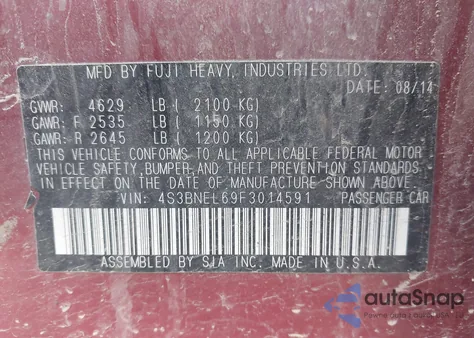 MFD BY FUJI HEAVY, INDUSTRIES LTD.
DATE: 08/14
GVWR: 4629 LB ( 2100 KG)
GAWR: F 2535 LB ( 1150 KG)
GAWR: R 2645 LB ( 1200 KG)
THIS VEHICLE CONFORMS TO ALL APPLICABLE FEDERAL MOTOR
VEHICLE SAFETY, BUMPER, AND THEFT PREVENTION STANDARDS
IN EFFECT ON THE DATE OF MANUFACTURE SHOWN ABOVE.
VIN: 4S3BNEL69F3014591 PASSENGER CAR
ASSEMBLED BY SIA INC. MADE IN U.S.A.
autoSnap